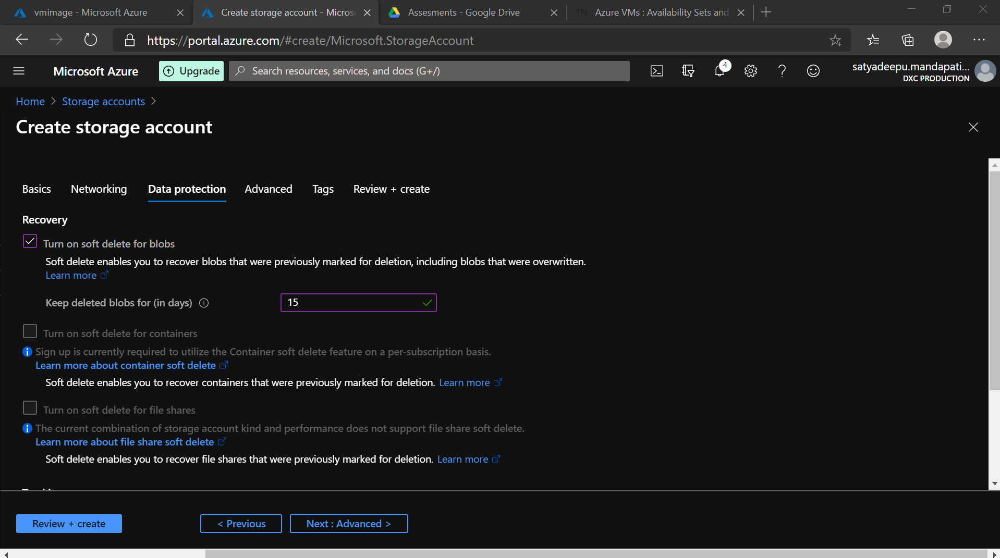 vmimage - Microsoft Azure
Create storage account - Micros
Assesments - Google Drive
TN Azure VMs : Availability Sets and
https://portal.azure.com/#create/Microsoft.StorageAccount
Microsoft Azure
Upgrade
Search resources, services, and docs (G+/)
4
satyadeepu.mandapati...
DXC PRODUCTION
Home > Storage accounts >
Create storage account
Basics
Networking
Data protection
Advanced
Tags
Review + create
Recovery
Turn on soft delete for blobs
Soft delete enables you to recover blobs that were previously marked for deletion, including blobs that were overwritten.
Learn more
Keep deleted blobs for (in days)
15
Turn on soft delete for containers
Sign up is currently required to utilize the Container soft delete feature on a per-subscription basis.
Learn more about container soft delete
Soft delete enables you to recover containers that were previously marked for deletion. Learn more
Turn on soft delete for file shares
The current combination of storage account kind and performance does not support file share soft delete.
Learn more about file share soft delete
Soft delete enables you to recover file shares that were previously marked for deletion. Learn more
Review + create
< Previous
Next : Advanced >